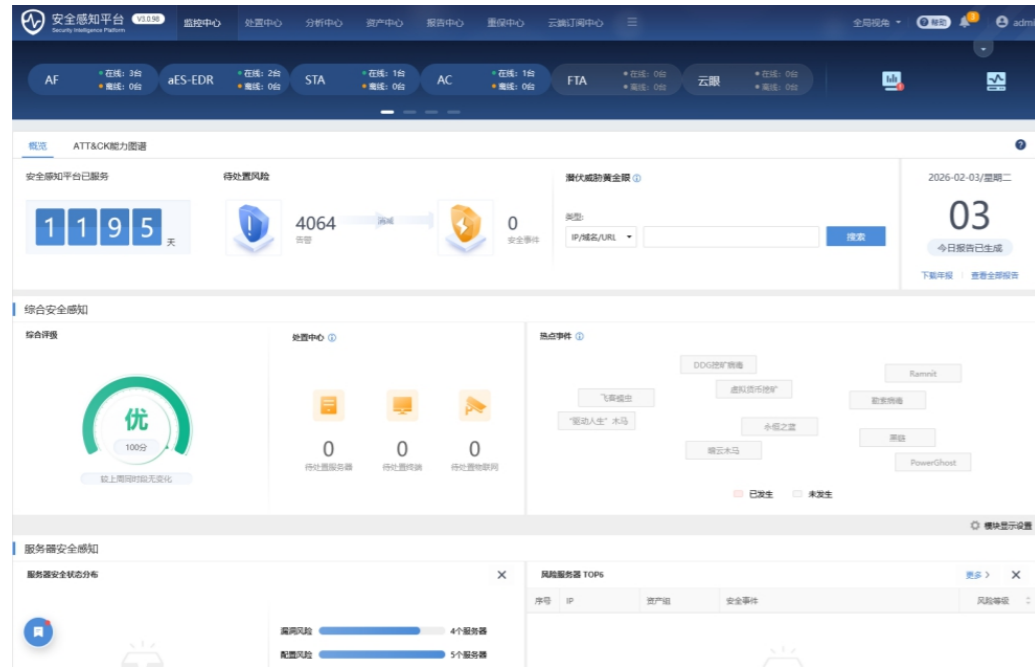 安全感知平台 V3.0.98 监控中心 处置中心 分析中心 资产中心 报告中心 重保中心 云端订阅中心 全局视角 帮助 3 admi
Security Intelligence Platform
AF 在线: 3台 离线: 0台
aES-EDR 在线: 2台 离线: 0台
STA 在线: 1台 离线: 0台
AC 在线: 1台 离线: 0台
FTA 在线: 0台 离线: 0台
云眼 在线: 0台 离线: 0台
概览 ATT&CK能力图谱
安全感知平台已服务
1195 天
待处置风险
4064
告警
0
安全事件
潜伏威胁黄金眼
类型:
IP/域名/URL 搜索
2026-02-03/星期二
03
今日报告已生成
下载年报 查看全部报告
综合安全感知
综合评级
优
100分
较上周同时段无变化
处置中心
0 0 0
待处置服务器 待处置终端 待处置物联网
热点事件
DDG挖矿病毒
Ramnit
虚拟货币挖矿
飞客蠕虫
勒索病毒
"驱动人生" 木马
永恒之蓝
黑链
暗云木马
PowerGhost
已发生 未发生
模块显示设置
服务器安全感知
服务器安全状态分布
漏洞风险 4个服务器
配置风险 5个服务器
风险服务器 TOP6 更多
序号 IP 资产组 安全事件 风险等级